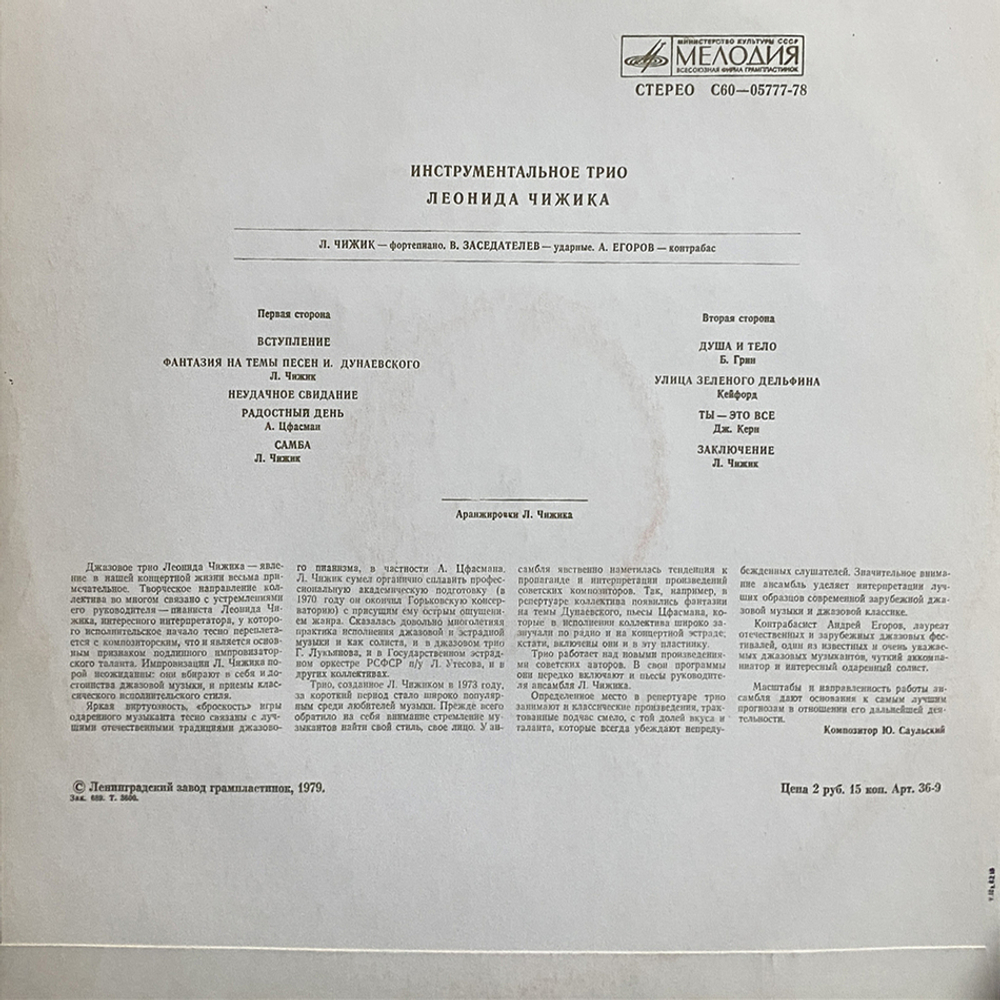 МИНИСТЕРСТВО КУЛЬТУРЫ СССР
МЕЛОДИЯ
ВСЕСОЮЗНАЯ ФИРМА ГРАМПЛАСТИНОК
СТЕРЕО С60—05777-78
ИНСТРУМЕНТАЛЬНОЕ ТРИО
ЛЕОНИДА ЧИЖИКА
Л. ЧИЖИК — фортепиано, В. ЗАСЕДАТЕЛЕВ — ударные, А. ЕГОРОВ — контрабас
Первая сторона
ВСТУПЛЕНИЕ
ФАНТАЗИЯ НА ТЕМЫ ПЕСЕН И. ДУНАЕВСКОГО
Л. Чижик
НЕУДАЧНОЕ СВИДАНИЕ
РАДОСТНЫЙ ДЕНЬ
А. Цфасман
САМБА
Л. Чижик
Вторая сторона
ДУША И ТЕЛО
Б. Грин
УЛИЦА ЗЕЛЕНОГО ДЕЛЬФИНА
Кейфорд
ТЫ — ЭТО ВСЕ
Дж. Керн
ЗАКЛЮЧЕНИЕ
Л. Чижик
Аранжировки Л. Чижика
Джазовое трио Леонида Чижика — явле-
ние в нашей концертной жизни весьма при-
мечательное. Творческое направление кол-
лектива во многом связано с устремлениями
его руководителя — пианиста Леонида Чи-
жика, интересного интерпретатора, у которо-
го исполнительское начало тесно переплета-
ется с композиторским, что и является основ-
ным признаком подлинного импровизатор-
ского таланта. Импровизации Л. Чижика по-
рой неожиданны: они вбирают в себя и до-
стоинства джазовой музыки, и приемы клас-
сического исполнительского стиля.
Яркая виртуозность, «броскость» игры
одаренного музыканта тесно связаны с луч-
шими отечественными традициями джазово-
го пианизма, в частности А. Цфасмана.
Л. Чижик сумел органично сплавить профес-
сиональную академическую подготовку (в
1970 году он окончил Горьковскую консер-
ваторию) с присущим ему острым ощущени-
ем жанра. Сказалась довольно многолетняя
практика исполнения джазовой и эстрадной
музыки и как солиста, и в джазовом трио
Г. Лукьянова, и в Государственном эстрад-
ном оркестре РСФСР п/у Л. Утесова, и в
других коллективах.
Трио, созданное Л. Чижиком в 1973 году,
за короткий период стало широко популяр-
ным среди любителей музыки. Прежде всего
обратило на себя внимание стремление му-
зыкантов найти свой стиль, свое лицо. У ан-
самбля явственно наметилась тенденция к
пропаганде и интерпретации произведений
советских композиторов. Так, например, в
репертуаре коллектива появились фантазии
на темы Дунаевского, пьесы Цфасмана, ко-
торые в исполнении коллектива широко за-
звучали по радио и на концертной эстраде;
кстати, включены они и в эту пластинку.
Трио работает над новыми произведения-
ми советских авторов. В свои программы
они нередко включают и пьесы руководите-
ля ансамбля Л. Чижика.
Определенное место в репертуаре трио
занимают и классические произведения, трак-
тованные подчас смело, с той долей вкуса и
таланта, которые всегда убеждают непреду-
бежденных слушателей. Значительное внима-
ние ансамбль уделяет интерпретации луч-
ших образцов современной зарубежной джа-
зовой музыки и джазовой классике.
Контрабасист Андрей Егоров, лауреат
отечественных и зарубежных джазовых фес-
тивалей, один из известных и очень уважае-
мых джазовых музыкантов, чуткий аккомпа-
ниатор и интересный одаренный солист.
Масштабы и направленность работы ан-
самбля дают основания к самым лучшим
прогнозам в отношении его дальнейшей дея-
тельности.
Композитор Ю. Саульский
© Ленинградский завод грампластинок, 1979.
Зак. 689. Т. 3600.
Цена 2 руб. 15 коп. Арт. 36-9